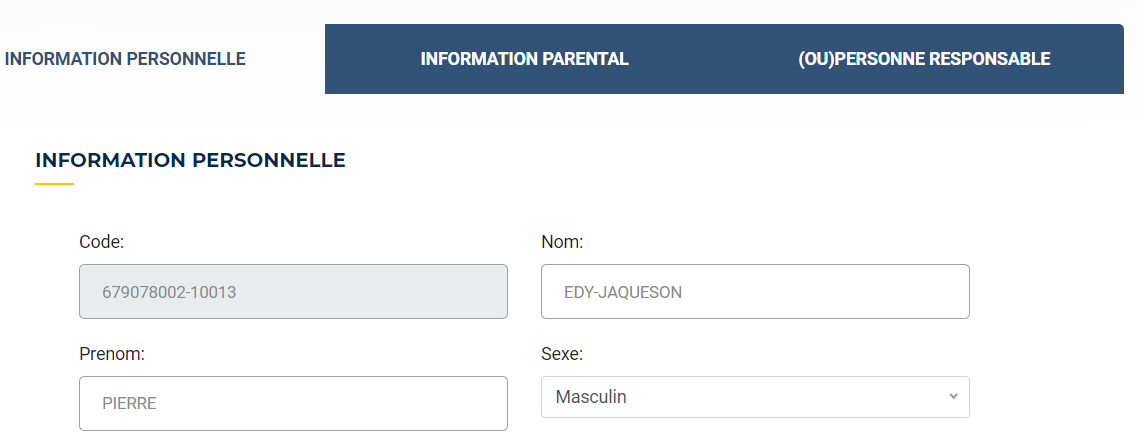 INFORMATION PERSONNELLE
INFORMATION PARENTAL
(OU)PERSONNE RESPONSABLE
INFORMATION PERSONNELLE
Code:
Nom:
679078002-10013
EDY-JAQUESON
Prenom:
Sexe:
PIERRE
Masculin